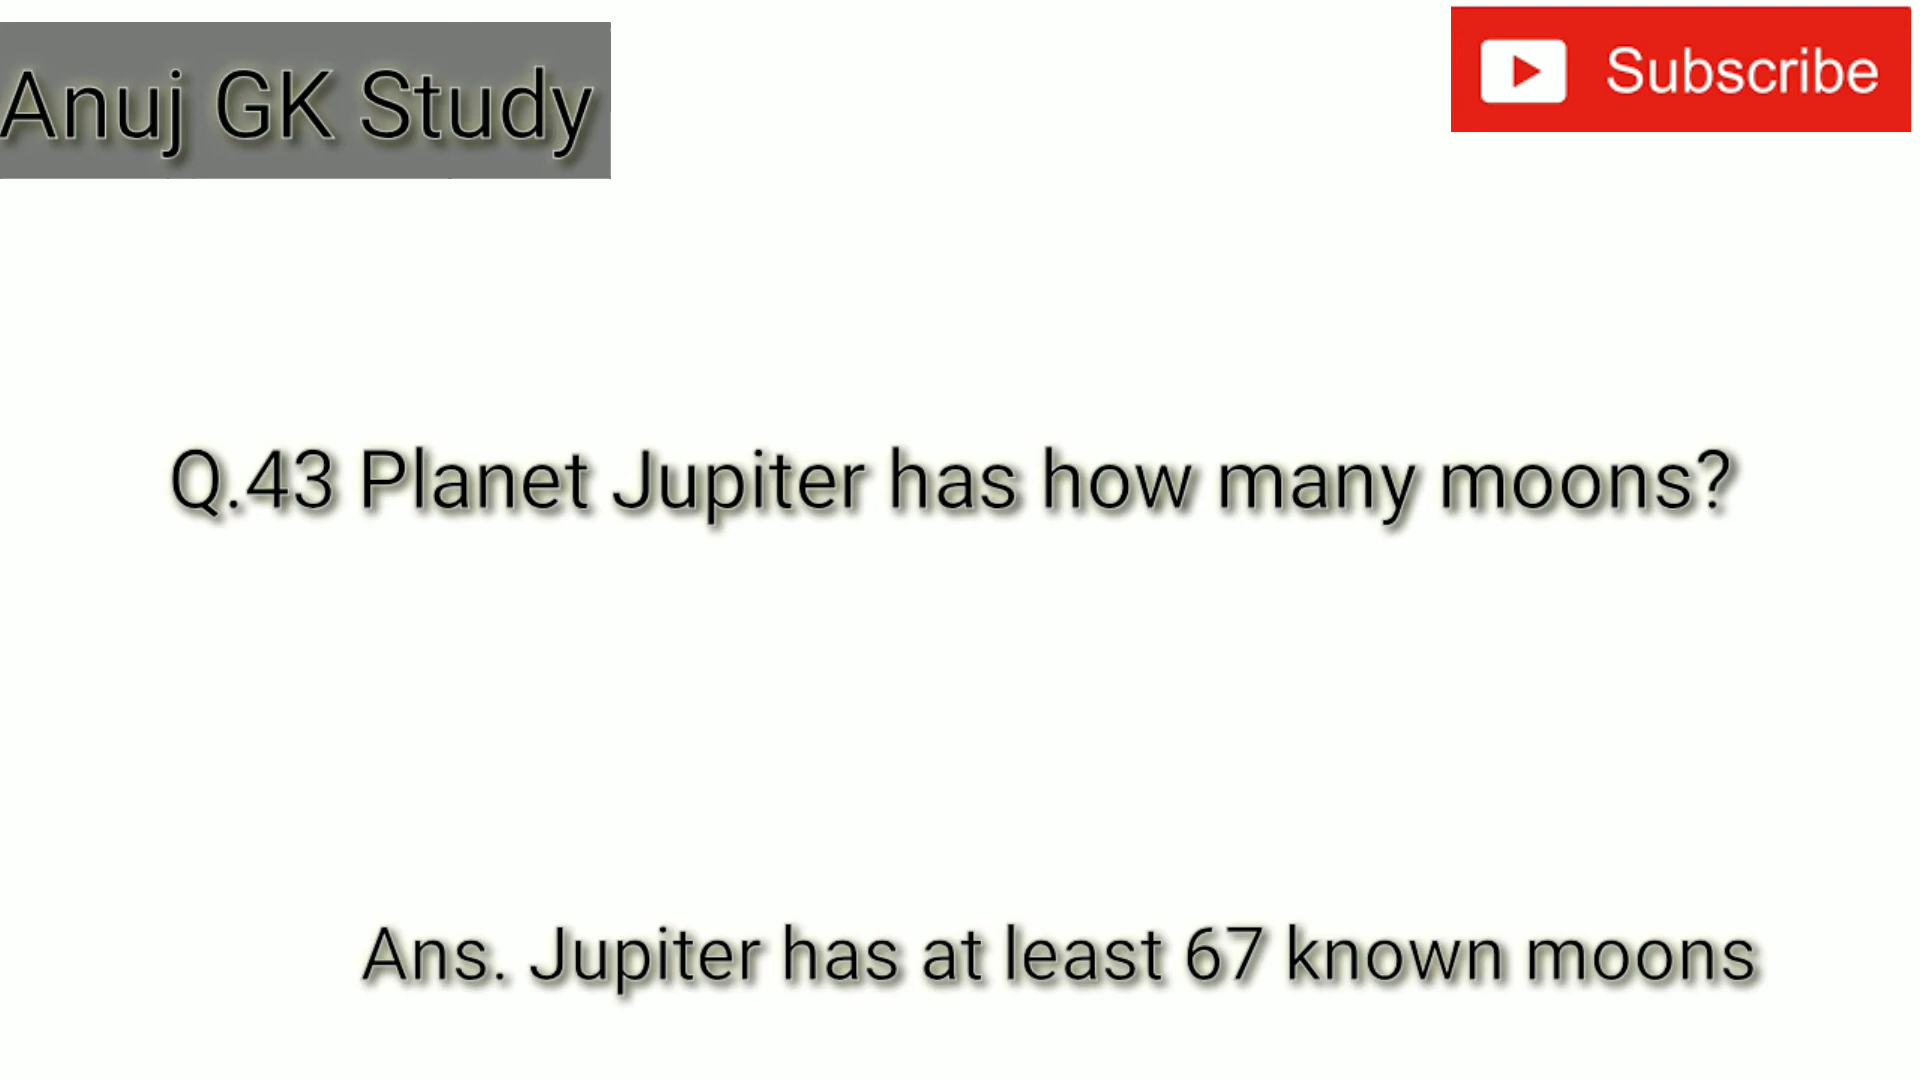 Anuj GK Study
Subscribe
Q.43 Planet Jupiter has how many moons?
Ans. Jupiter has at least 67 known moons